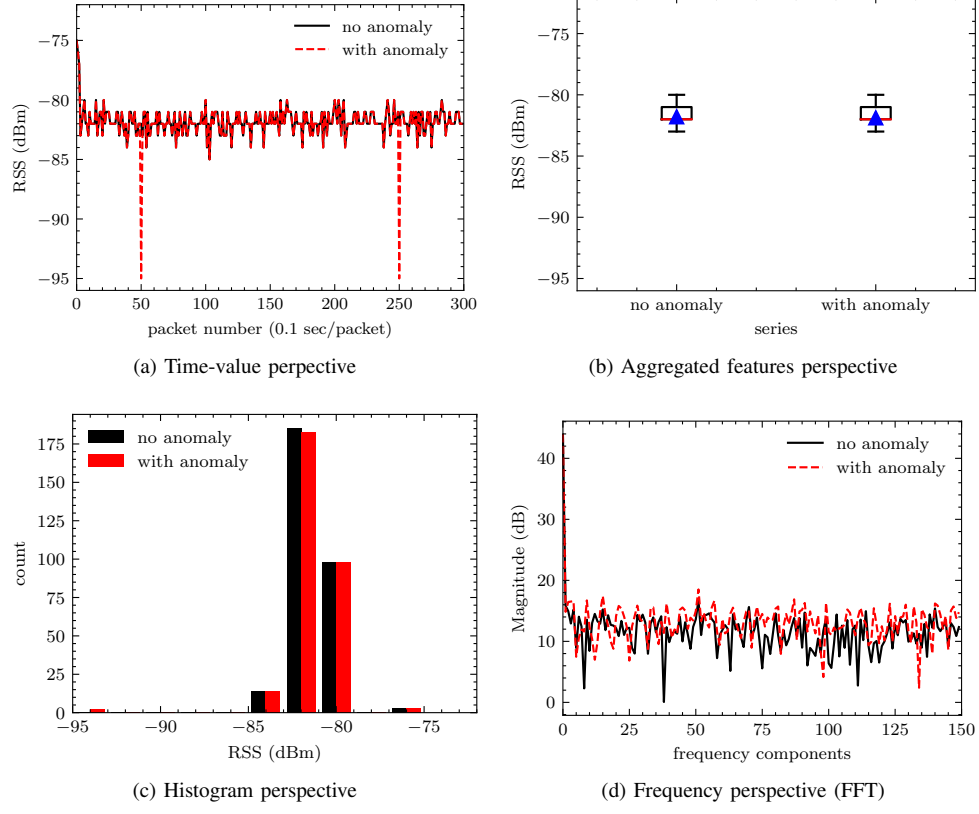 no anomaly
with anomaly
−75
−80
−85
−90
−95
RSS (dBm)
0
50
100
150
200
250
300
packet number (0.1 sec/packet)
(a) Time-value perpective
−75
−80
−85
−90
−95
RSS (dBm)
no anomaly
with anomaly
series
(b) Aggregated features perspective
no anomaly
with anomaly
175
150
125
100
75
50
25
0
count
−95
−90
−85
−80
−75
RSS (dBm)
(c) Histogram perspective
no anomaly
with anomaly
40
30
20
10
0
Magnitude (dB)
0
25
50
75
100
125
150
frequency components
(d) Frequency perspective (FFT)